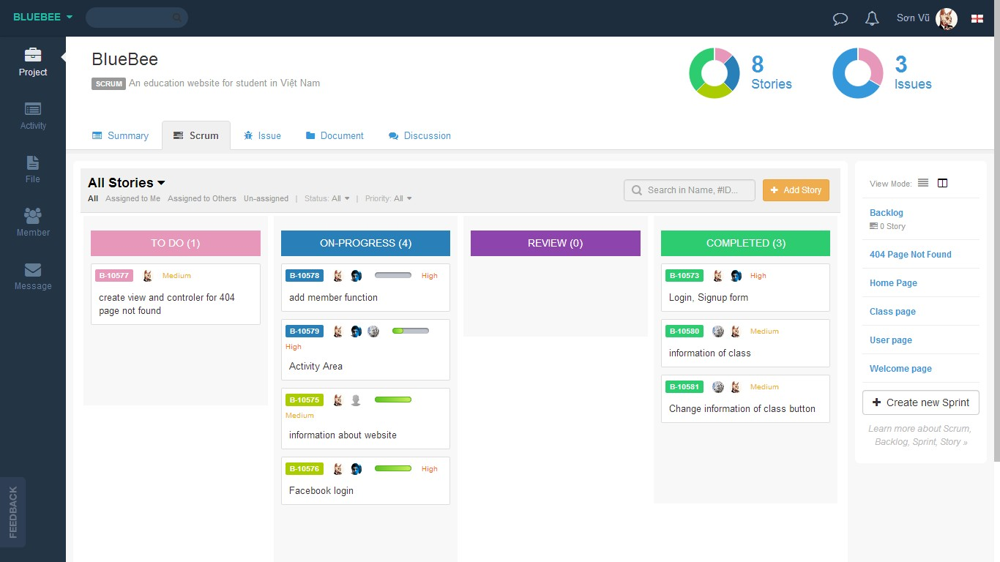 BLUEBEE
Sơn Vũ
Project
Activity
File
Member
Message
FEEDBACK
BlueBee
SCRUM An education website for student in Việt Nam
8
Stories
3
Issues
Summary
Scrum
Issue
Document
Discussion
All Stories
All Assigned to Me Assigned to Others Un-assigned | Status: All | Priority: All
Search in Name, #ID...
+ Add Story
TO DO (1)
B-10577 Medium
create view and controler for 404
page not found
ON-PROGRESS (4)
B-10578 High
add member function
B-10579
High
Activity Area
B-10575
Medium
information about website
B-10576 High
Facebook login
REVIEW (0)
COMPLETED (3)
B-10573 High
Login, Signup form
B-10580 Medium
information of class
B-10581 Medium
Change information of class button
View Mode:
Backlog
0 Story
404 Page Not Found
Home Page
Class page
User page
Welcome page
+ Create new Sprint
Learn more about Scrum,
Backlog, Sprint, Story »